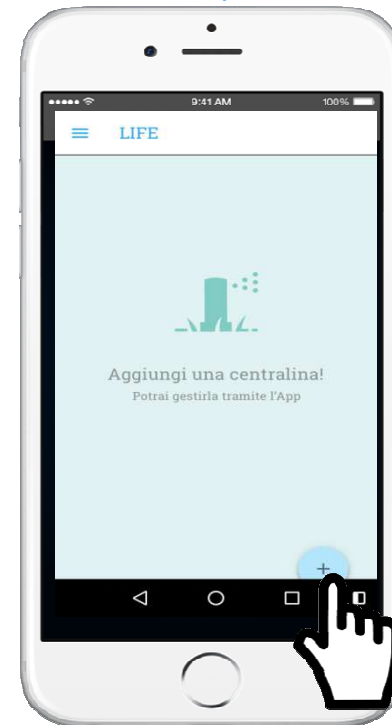 9:41 AM 100%
LIFE
Aggiungi una centralina!
Potrai gestirla tramite l'App
+